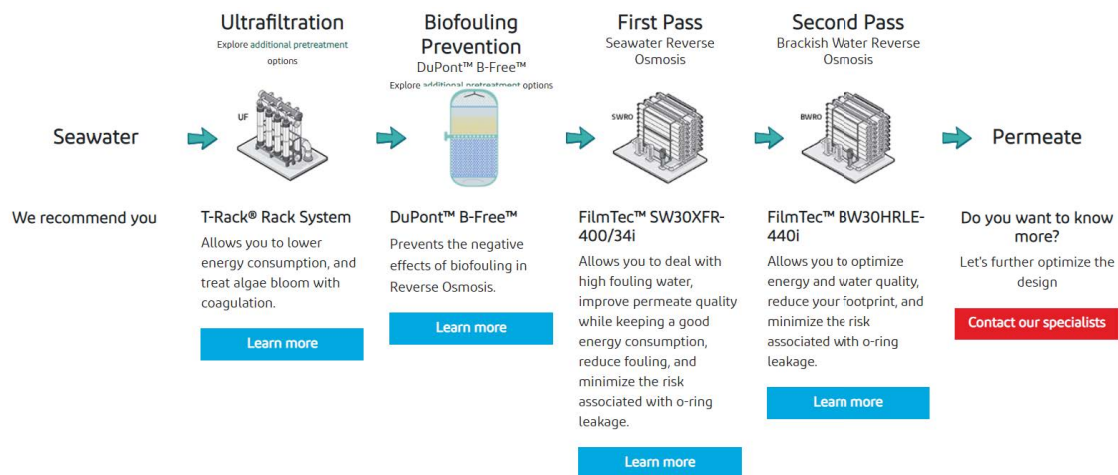 Ultrafiltration
Explore additional pretreatment
options
Biofouling
Prevention
DuPont™ B-Free™
Explore additional pretreatment options
First Pass
Seawater Reverse
Osmosis
Second Pass
Brackish Water Reverse
Osmosis
Seawater
UF
SWRO
BWRO
Permeate
We recommend you
T-Rack® Rack System
Allows you to lower
energy consumption, and
treat algae bloom with
coagulation.
Learn more
DuPont™ B-Free™
Prevents the negative
effects of biofouling in
Reverse Osmosis.
Learn more
FilmTec™ SW30XFR-
400/34i
Allows you to deal with
high fouling water,
improve permeate quality
while keeping a good
energy consumption,
reduce fouling, and
minimize the risk
associated with o-ring
leakage.
Learn more
FilmTec™ BW30HRLE-
440i
Allows you to optimize
energy and water quality,
reduce your footprint, and
minimize the risk
associated with o-ring
leakage.
Learn more
Do you want to know
more?
Let's further optimize the
design
Contact our specialists